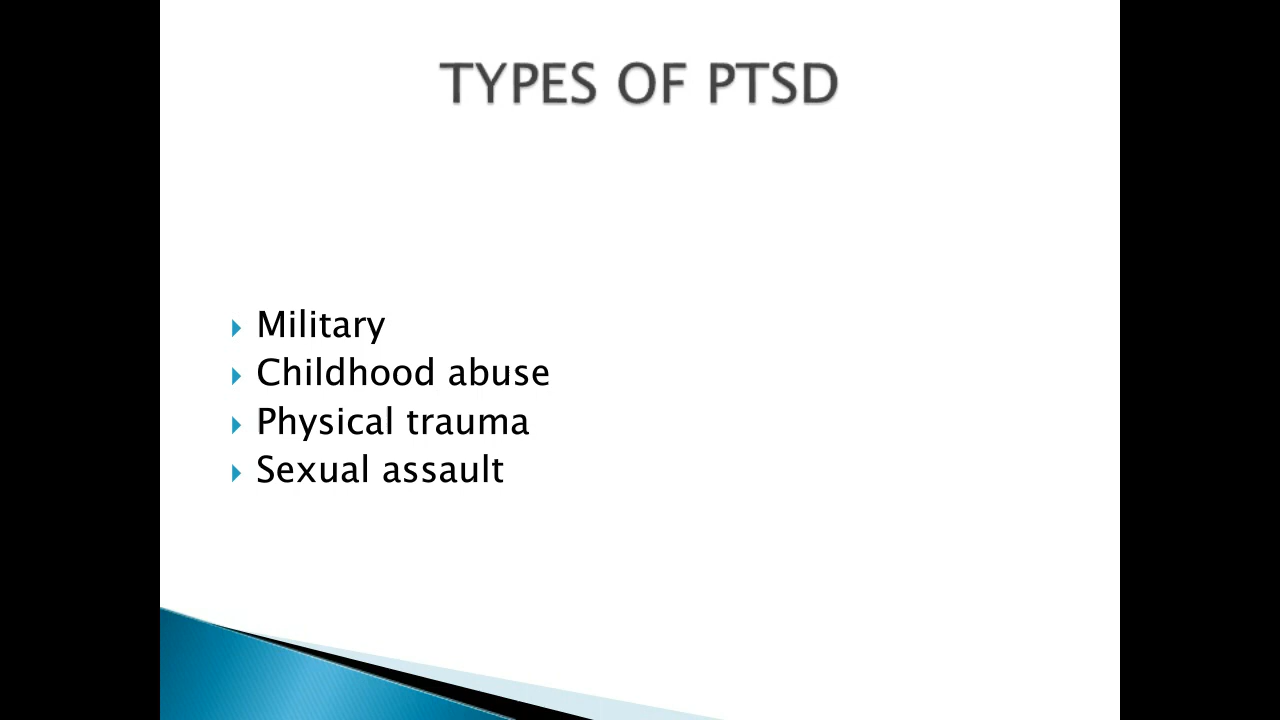 TYPES OF PTSD
Military
Childhood abuse
Physical trauma
Sexual assault